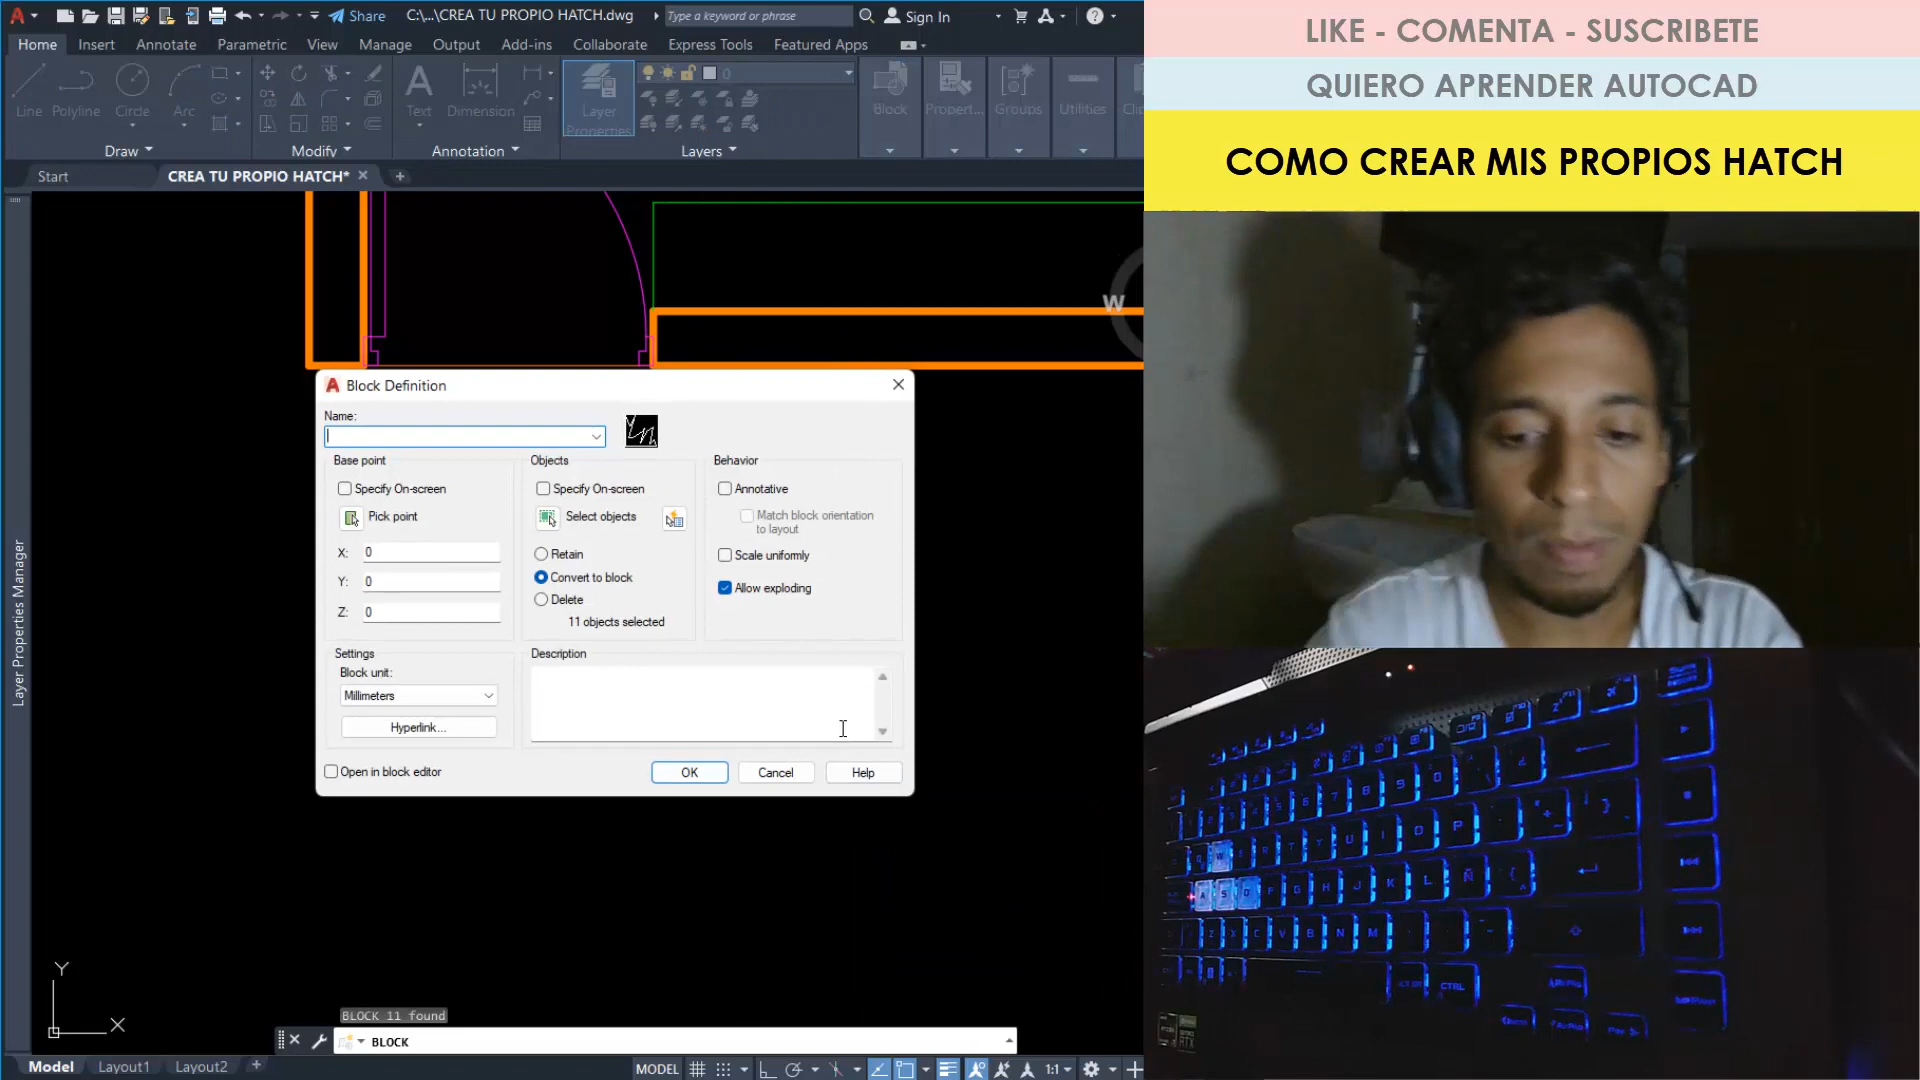 Share
C:\...\CREA TU PROPIO HATCH.dwg
Type a keyword or phrase
Sign In
Home Insert Annotate Parametric View Manage Output Add-ins Collaborate Express Tools Featured Apps
Line Polyline Circle Arc
Text Dimension
Layer Properties
0
Block Propert... Groups Utilities
Draw Modify Annotation Layers
Start
CREA TU PROPIO HATCH*
W
Layer Properties Manager
Block Definition
Name:
Base point
Specify On-screen
Pick point
X: 0
Y: 0
Z: 0
Objects
Specify On-screen
Select objects
Retain
Convert to block
Delete
11 objects selected
Behavior
Annotative
Match block orientation
to layout
Scale uniformly
Allow exploding
Settings
Block unit:
Millimeters
Hyperlink...
Description
Open in block editor
OK Cancel Help
Y
X
BLOCK 11 found
BLOCK
Model Layout1 Layout2
MODEL
1:1
LIKE - COMENTA - SUSCRIBETE
QUIERO APRENDER AUTOCAD
COMO CREAR MIS PROPIOS HATCH